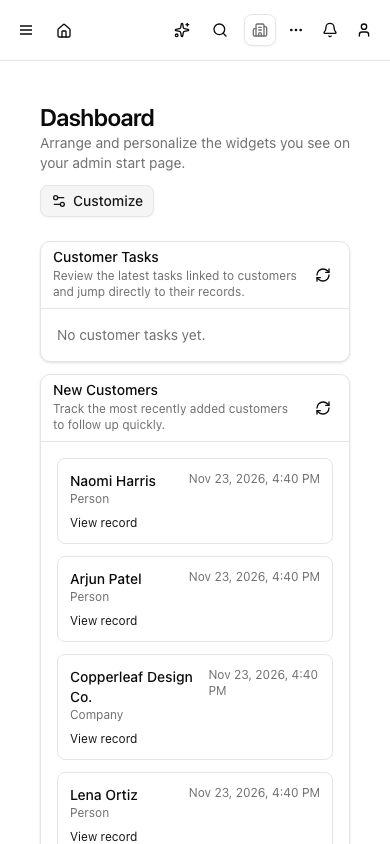 Dashboard
Arrange and personalize the widgets you see on
your admin start page.
Customize
Customer Tasks
Review the latest tasks linked to customers
and jump directly to their records.
No customer tasks yet.
New Customers
Track the most recently added customers
to follow up quickly.
Naomi Harris
Nov 23, 2026, 4:40 PM
Person
View record
Arjun Patel
Nov 23, 2026, 4:40 PM
Person
View record
Copperleaf Design
Co.
Nov 23, 2026, 4:40
PM
Company
View record
Lena Ortiz
Nov 23, 2026, 4:40 PM
Person
View record